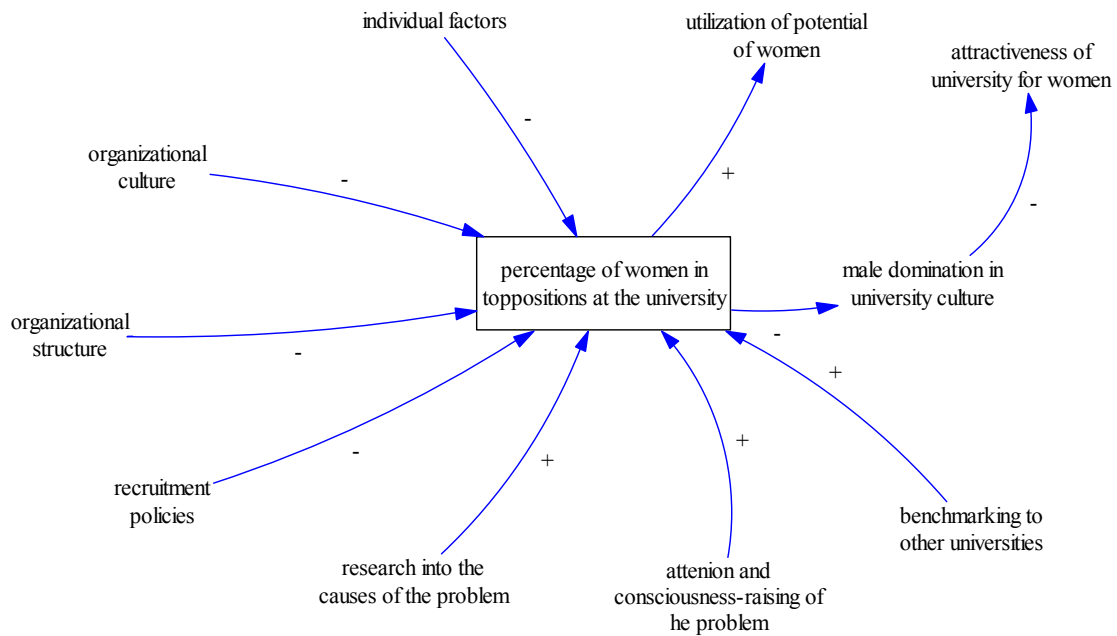 individual factors
utilization of potential
of women
attractiveness of
university for women
-
organizational
culture
-
+
-
percentage of women in
toppositions at the university
male domination in
university culture
organizational
structure
-
-
+
-
+
+
recruitment
policies
benchmarking to
other universities
research into the
causes of the problem
attenion and
consciousness-raising of
he problem